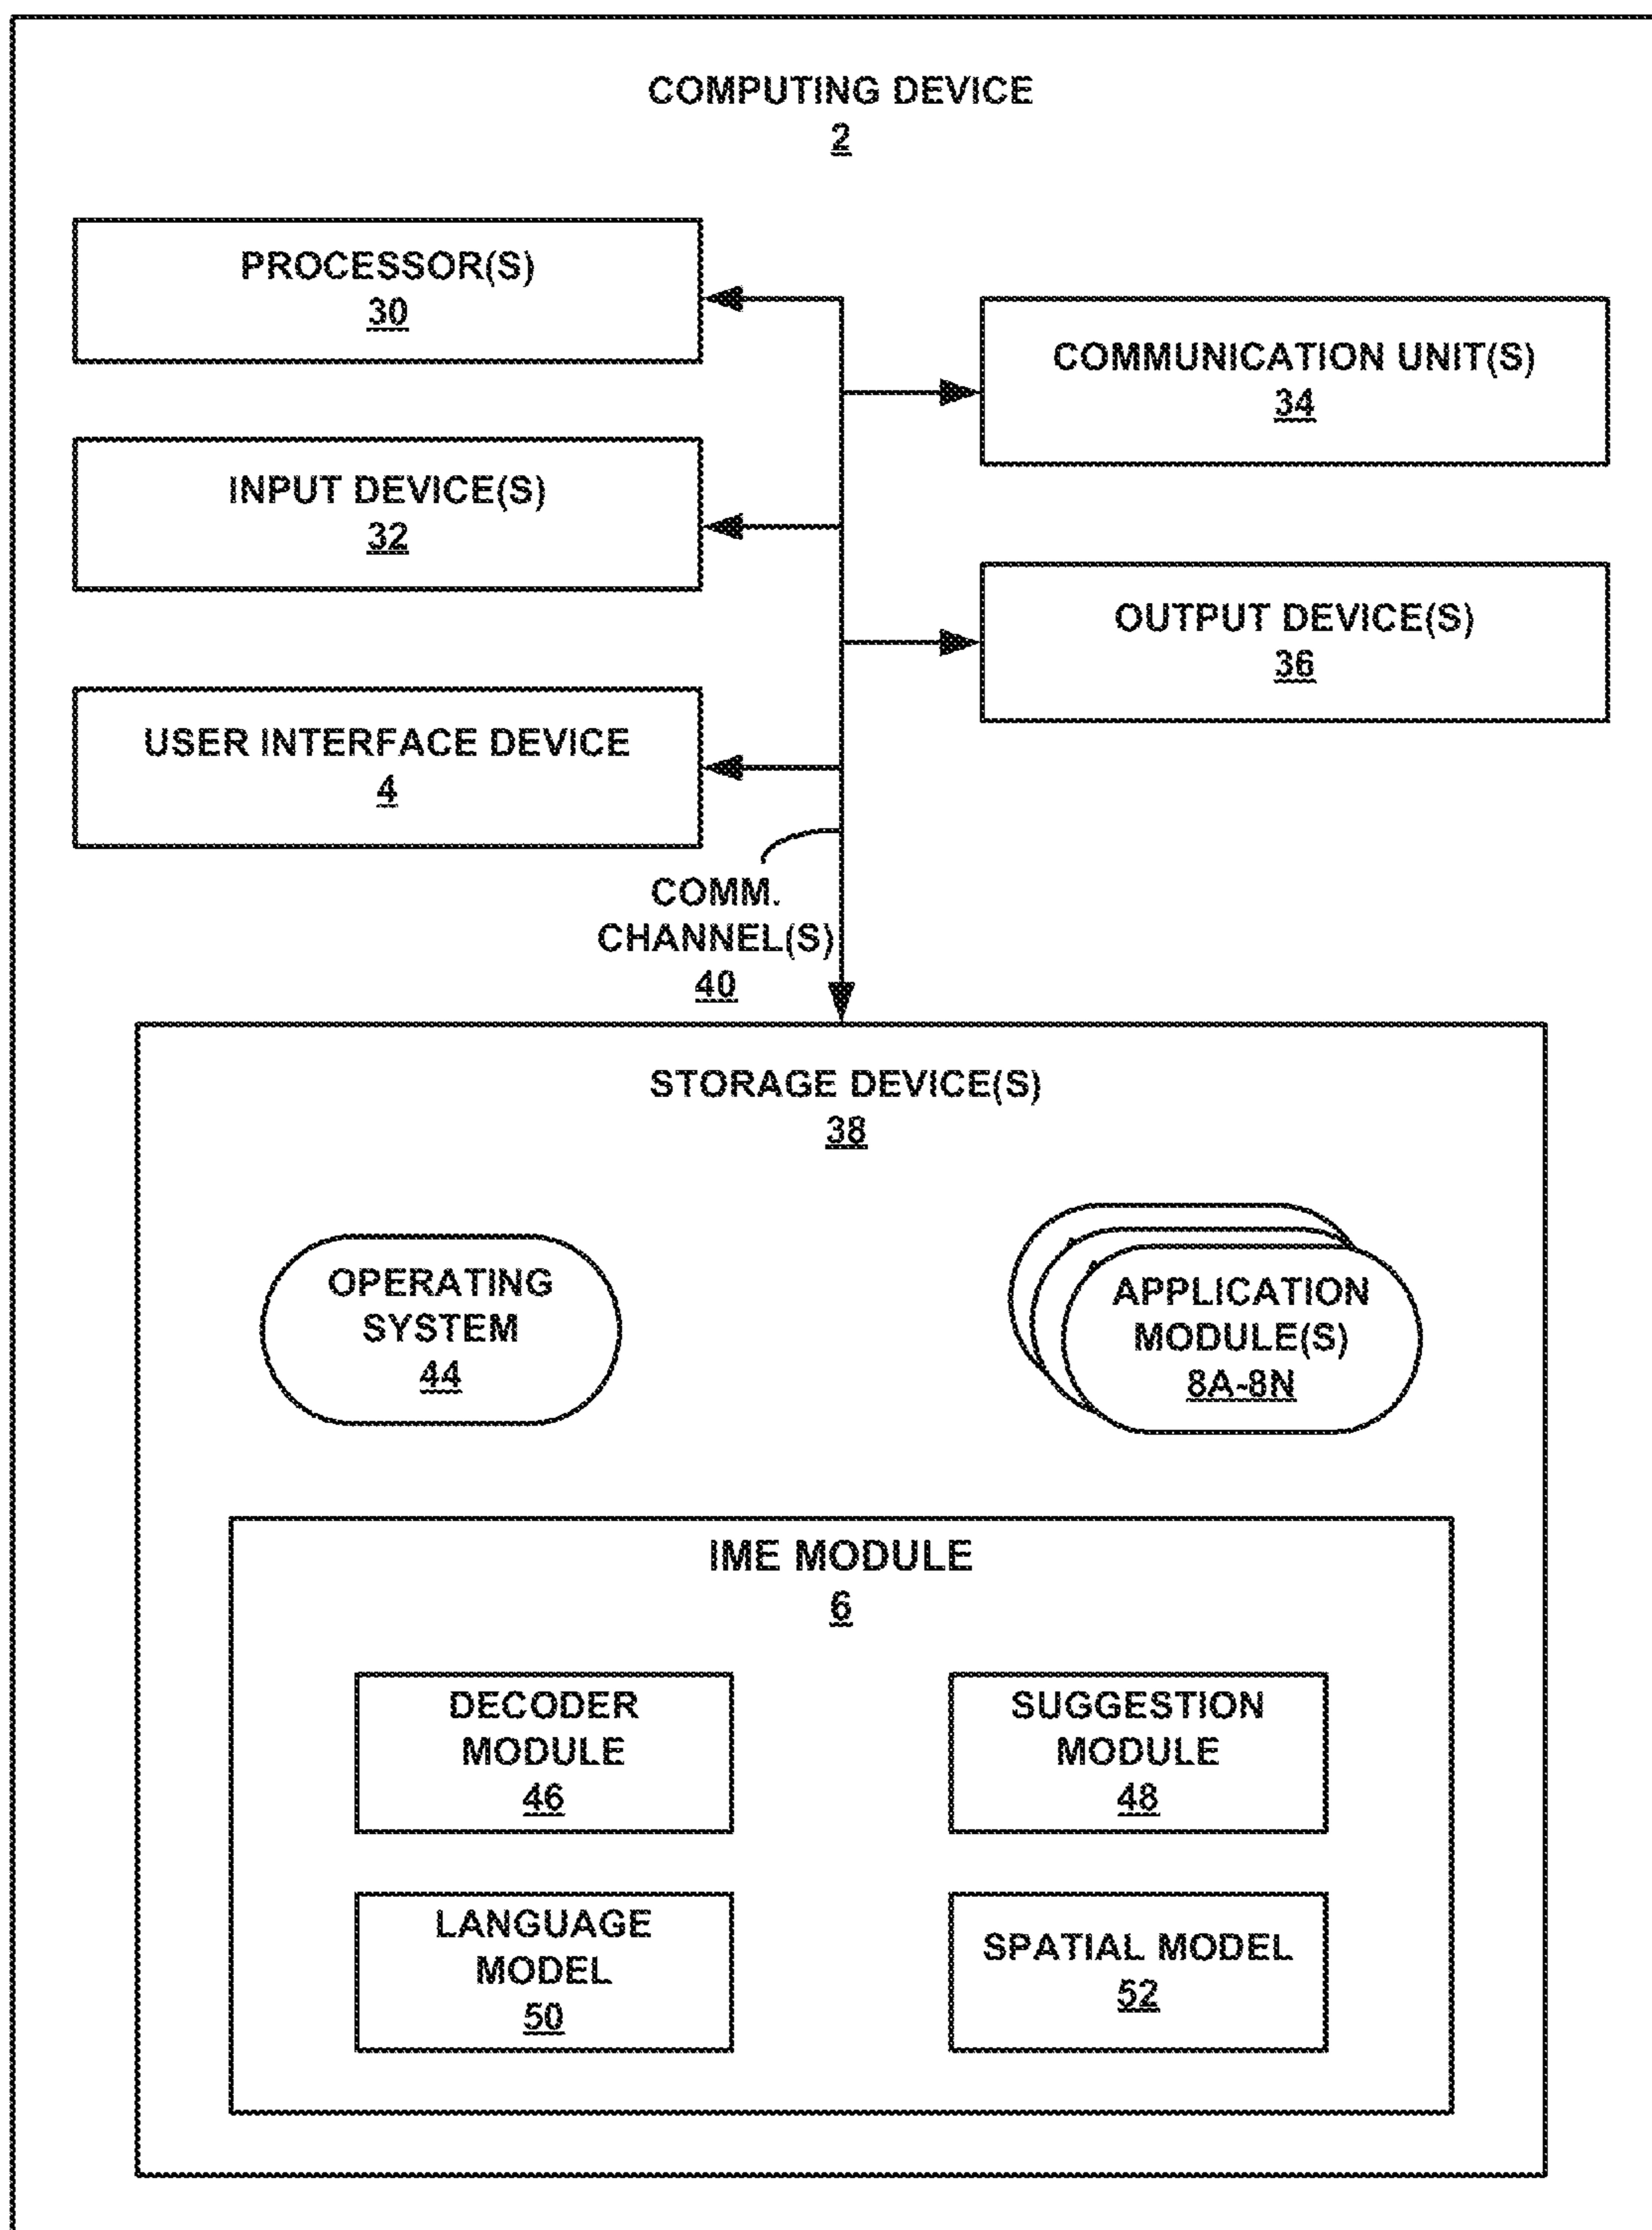 COMPUTING DEVICE
2
PROCESSOR(S)
30
COMMUNICATION UNIT(S)
34
INPUT DEVICE(S)
32
OUTPUT DEVICE(S)
36
USER INTERFACE DEVICE
4
COMM.
CHANNEL(S)
40
STORAGE DEVICE(S)
38
OPERATING
SYSTEM
44
APPLICATION
MODULE(S)
8A-8N
IME MODULE
6
DECODER
MODULE
46
SUGGESTION
MODULE
48
LANGUAGE
MODEL
50
SPATIAL MODEL
52